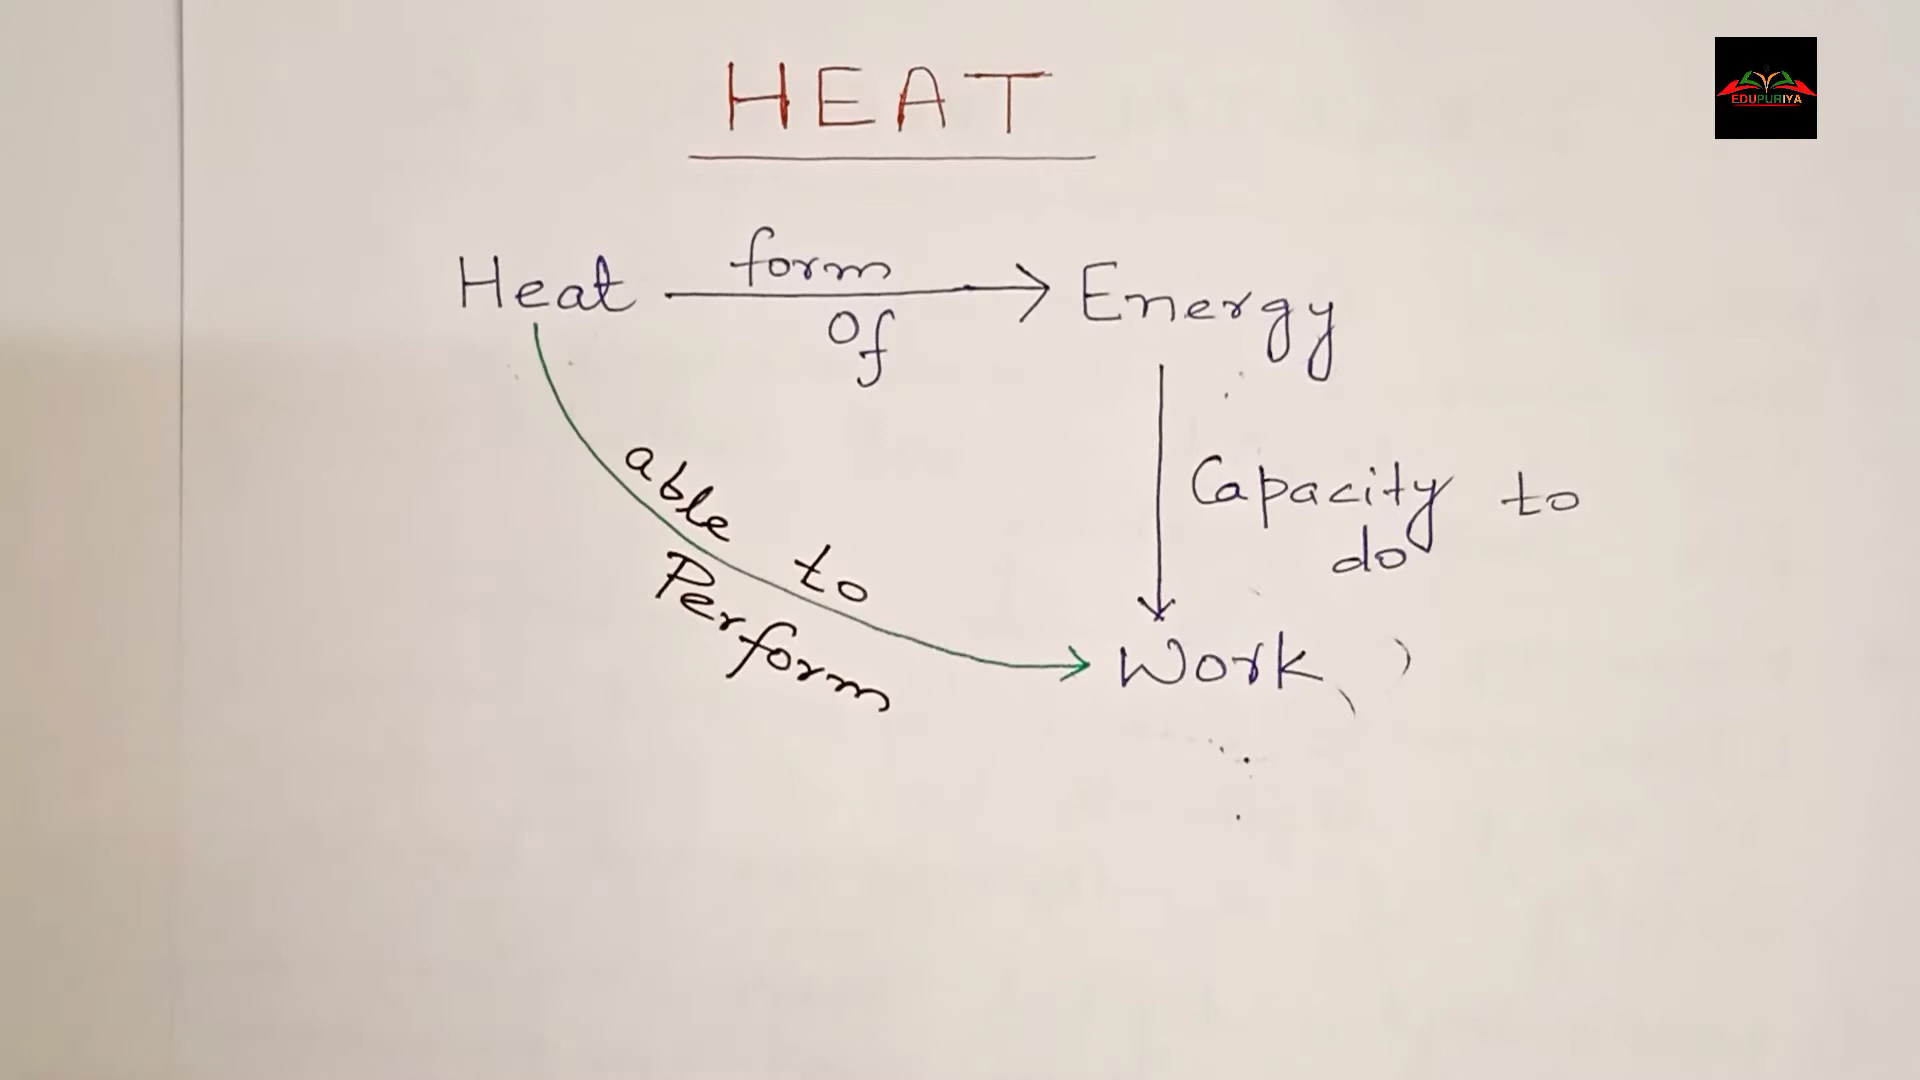 HEAT
EDUPURIYA
Heat form Of Energy
able to Perform
Capacity to do
Work